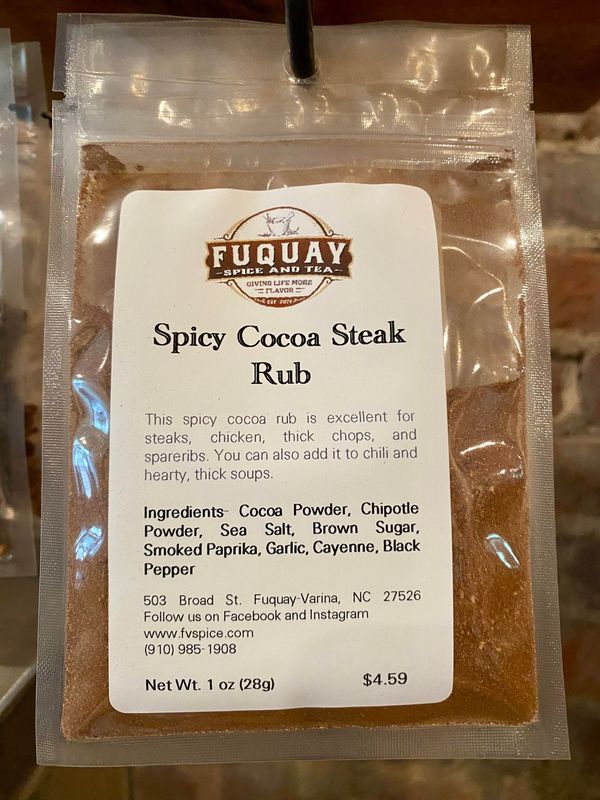 FUQUAY
SPICE AND TEA
GIVING LIFE MORE
FLAVOR
Spicy Cocoa Steak
Rub
This spicy cocoa rub is excellent for
steaks, chicken, thick chops, and
spareribs. You can also add it to chili and
hearty, thick soups.
Ingredients- Cocoa Powder, Chipotle
Powder, Sea Salt, Brown Sugar,
Smoked Paprika, Garlic, Cayenne, Black
Pepper
503 Broad St. Fuquay-Varina, NC 27526
Follow us on Facebook and Instagram
www.fvspice.com
(910) 985-1908
Net Wt. 1 oz (28g) $4.59